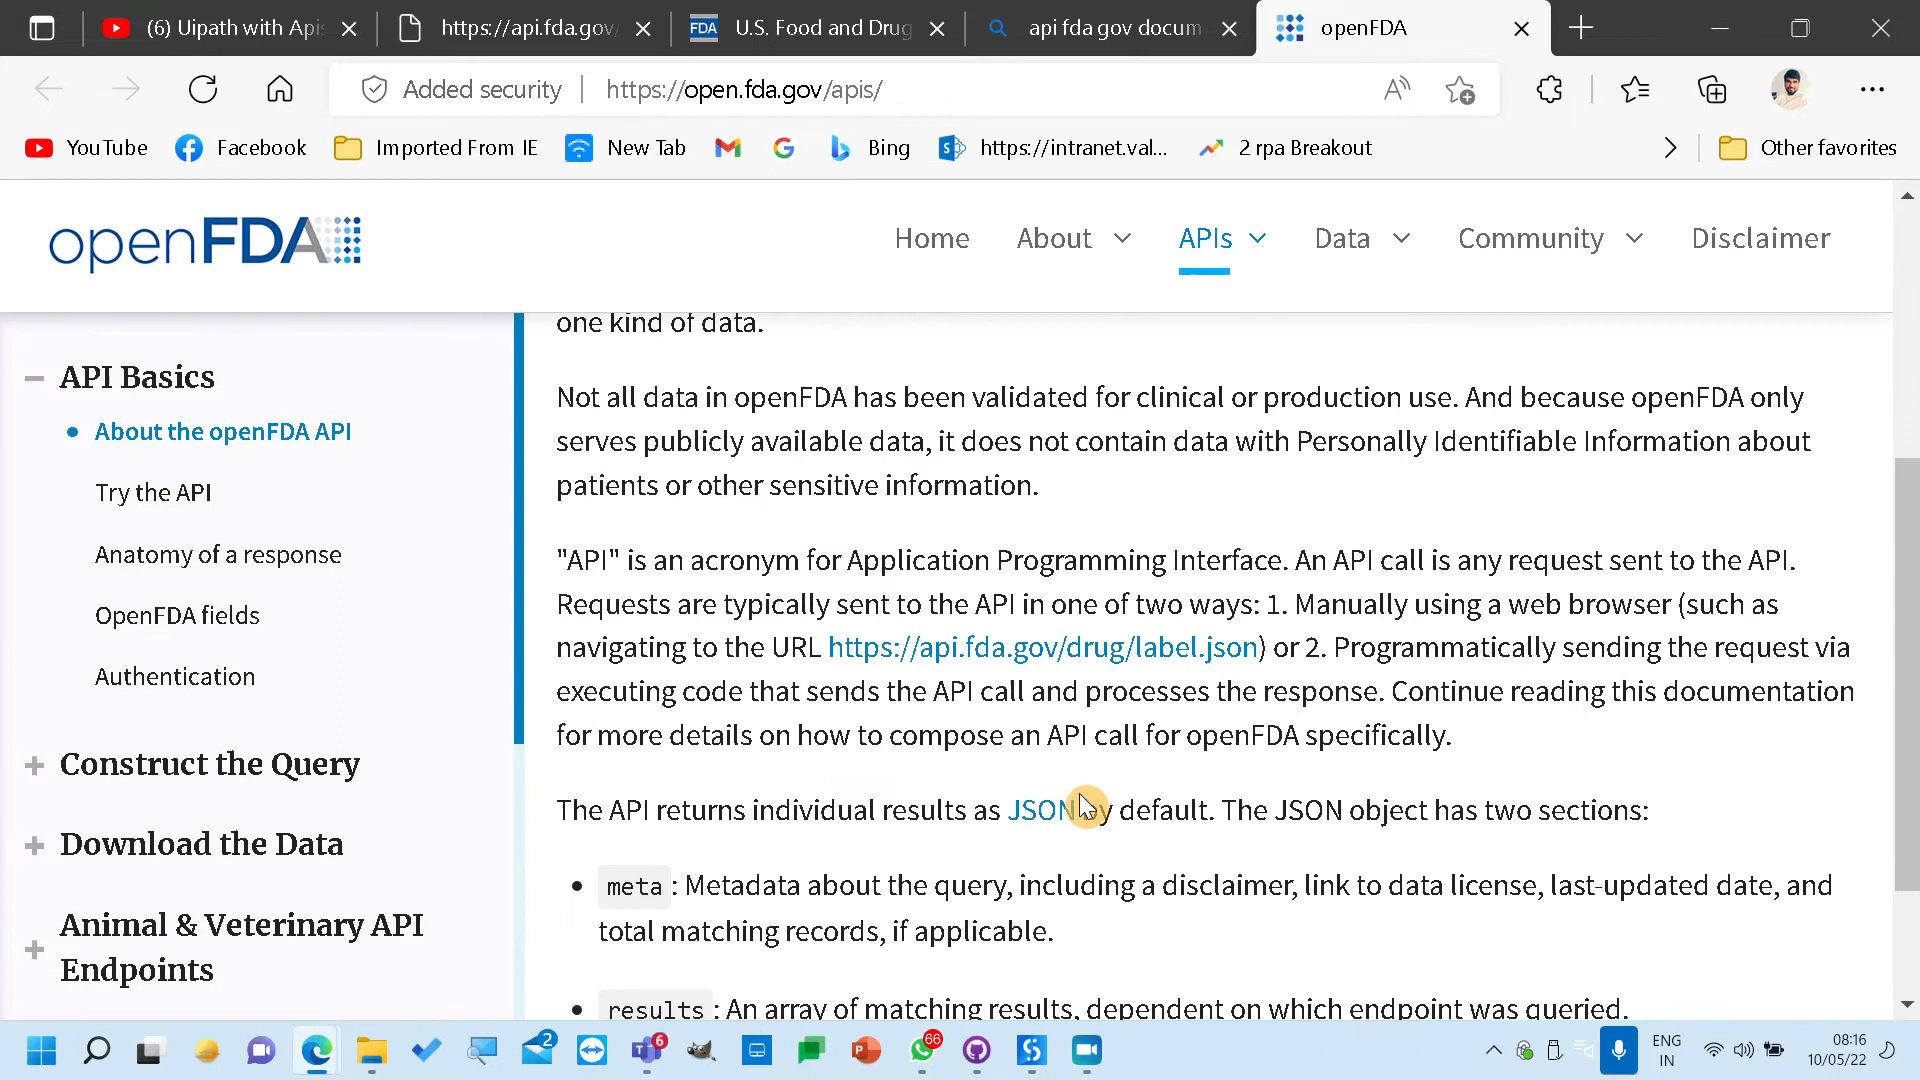 (6) Uipath with Apis
https://api.fda.gov/
FDA
U.S. Food and Drug
api fda gov docum
openFDA
Added security
https://open.fda.gov/apis/
YouTube
Facebook
Imported From IE
New Tab
Bing
https://intranet.val...
2 rpa Breakout
Other favorites
openFDA
Home
About
APIs
Data
Community
Disclaimer
API Basics
About the openFDA API
Try the API
Anatomy of a response
OpenFDA fields
Authentication
Construct the Query
Download the Data
Animal & Veterinary API
Endpoints
one kind of data.
Not all data in openFDA has been validated for clinical or production use. And because openFDA only
serves publicly available data, it does not contain data with Personally Identifiable Information about
patients or other sensitive information.
"API" is an acronym for Application Programming Interface. An API call is any request sent to the API.
Requests are typically sent to the API in one of two ways: 1. Manually using a web browser (such as
navigating to the URL https://api.fda.gov/drug/label.json) or 2. Programmatically sending the request via
executing code that sends the API call and processes the response. Continue reading this documentation
for more details on how to compose an API call for openFDA specifically.
The API returns individual results as JSON by default. The JSON object has two sections:
• meta : Metadata about the query, including a disclaimer, link to data license, last-updated date, and
total matching records, if applicable.
• results : An array of matching results, dependent on which endpoint was queried.
2
6
66
ENG
IN
08:16
10/05/22